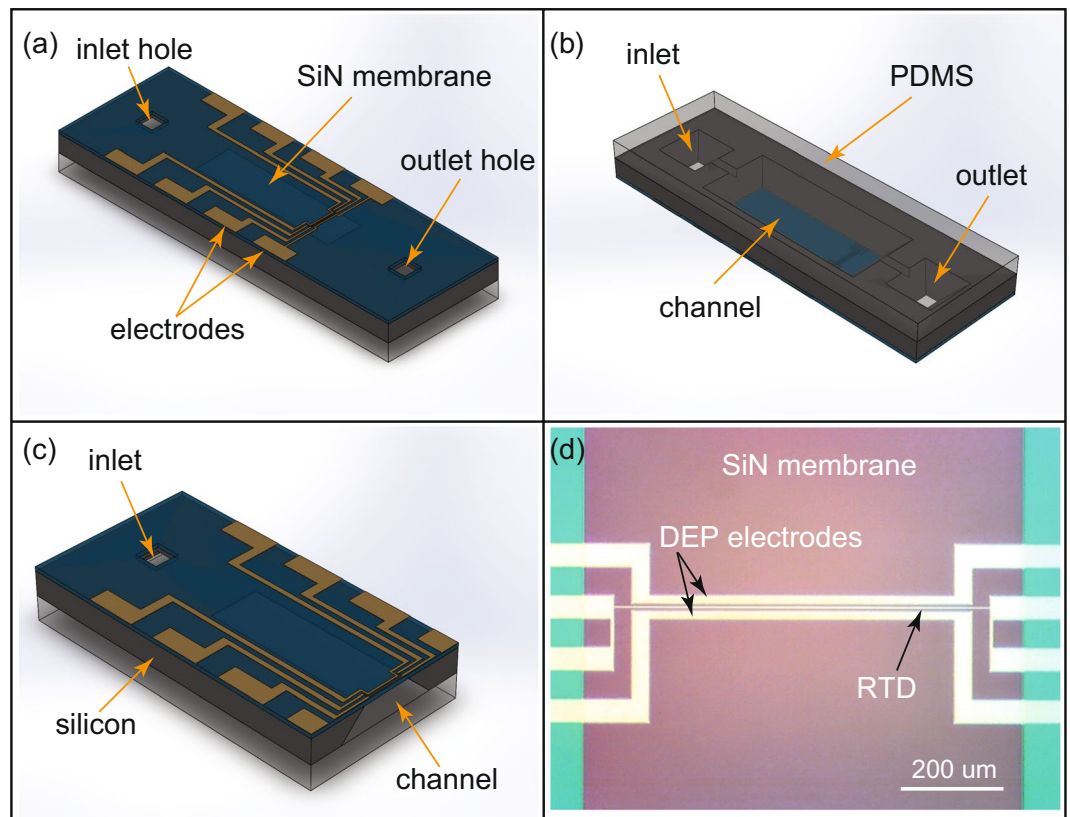 (a)
inlet hole
SiN membrane
outlet hole
electrodes
(b)
inlet
PDMS
outlet
channel
(c)
inlet
silicon
channel
(d)
SiN membrane
DEP electrodes
RTD
200 um